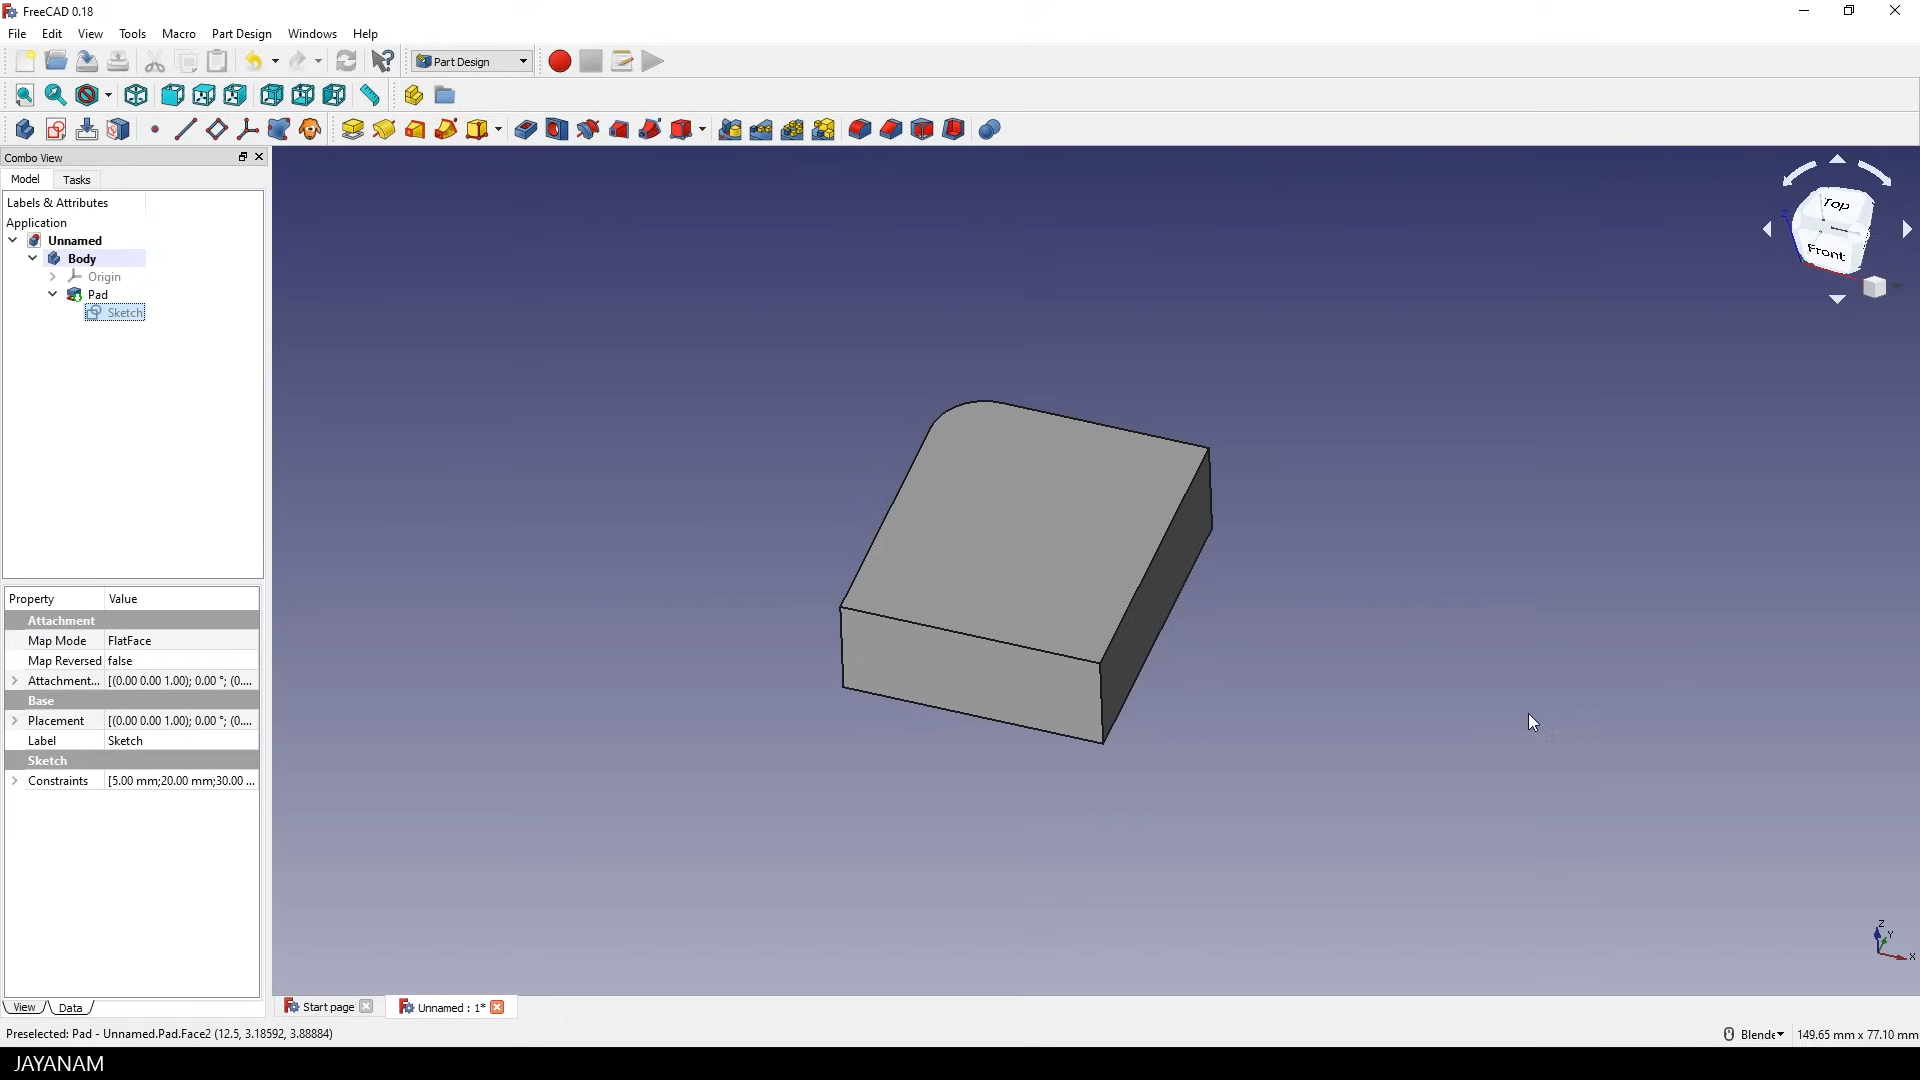 FreeCAD 0.18
File Edit View Tools Macro Part Design Windows Help
Part Design
Combo View
Model Tasks
Labels & Attributes
Application
Unnamed
Body
Origin
Pad
Sketch
Property Value
Attachment
Map Mode FlatFace
Map Reversed false
Attachment... [(0.00 0.00 1.00); 0.00 °; (0....
Base
Placement [(0.00 0.00 1.00); 0.00 °; (0....
Label Sketch
Sketch
Constraints [5.00 mm;20.00 mm;30.00 ...
View Data
Top
Front
Z
Z
Y
X
Start page Unnamed : 1*
Preselected: Pad - Unnamed.Pad.Face2 (12.5, 3.18592, 3.88884)
Blende 149.65 mm x 77.10 mm
JAYANAM